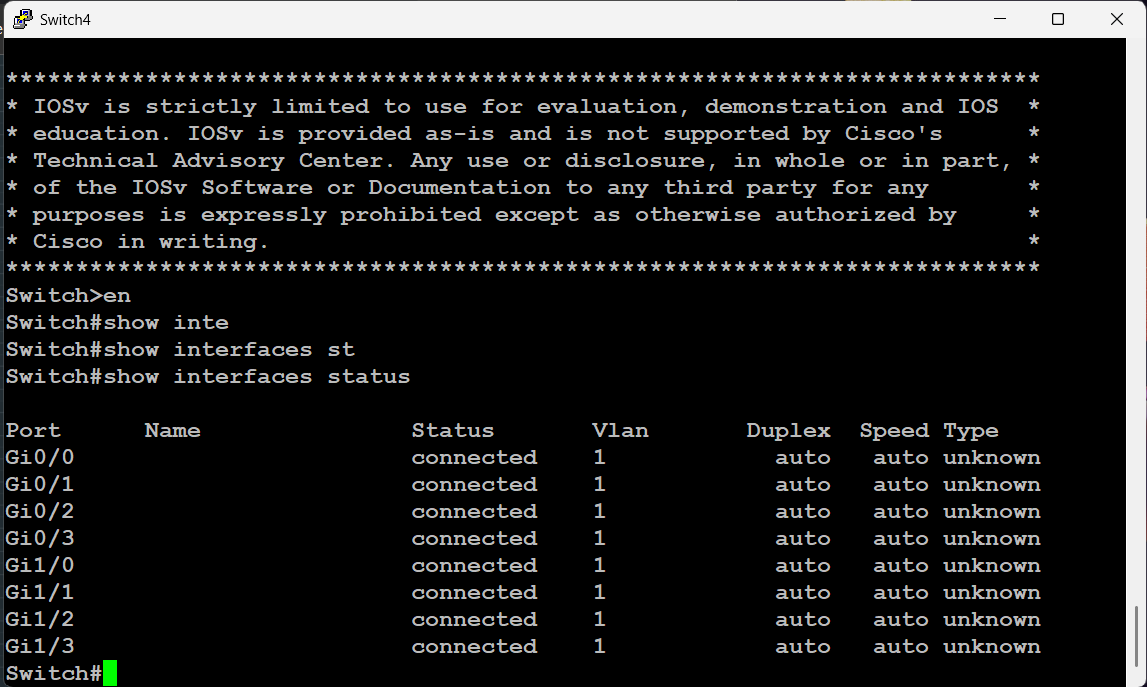 Switch4
**************************************************************************
* IOSv is strictly limited to use for evaluation, demonstration and IOS  *
* education. IOSv is provided as-is and is not supported by Cisco's      *
* Technical Advisory Center. Any use or disclosure, in whole or in part, *
* of the IOSv Software or Documentation to any third party for any       *
* purposes is expressly prohibited except as otherwise authorized by     *
* Cisco in writing.                                                      *
**************************************************************************
Switch>en
Switch#show inte
Switch#show interfaces st
Switch#show interfaces status
Port      Name               Status       Vlan       Duplex  Speed Type
Gi0/0                        connected    1            auto   auto unknown
Gi0/1                        connected    1            auto   auto unknown
Gi0/2                        connected    1            auto   auto unknown
Gi0/3                        connected    1            auto   auto unknown
Gi1/0                        connected    1            auto   auto unknown
Gi1/1                        connected    1            auto   auto unknown
Gi1/2                        connected    1            auto   auto unknown
Gi1/3                        connected    1            auto   auto unknown
Switch#